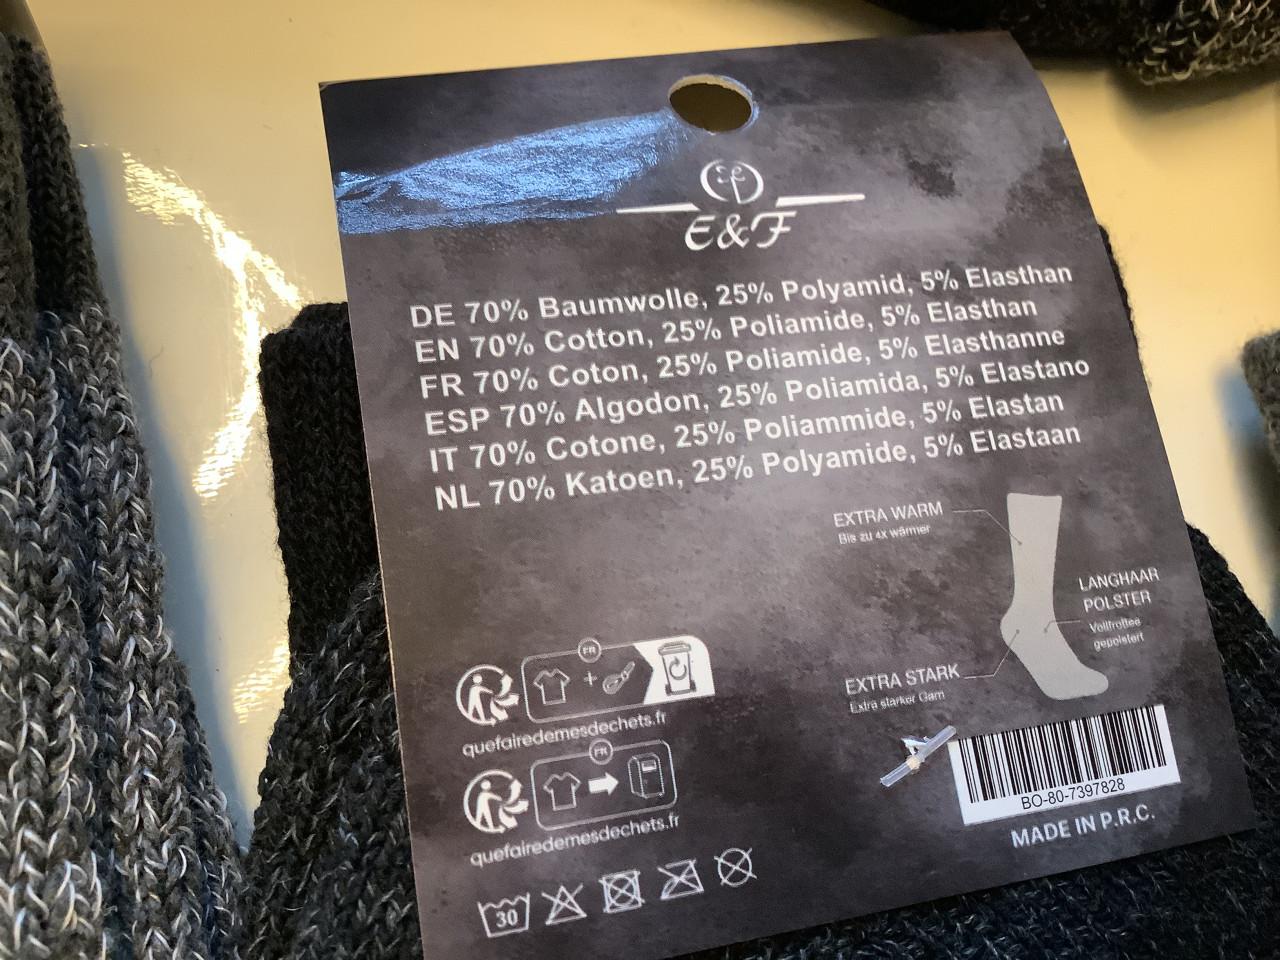 E&F
DE 70% Baumwolle, 25% Polyamid, 5% Elasthan
EN 70% Cotton, 25% Poliamide, 5% Elasthan
FR 70% Coton, 25% Poliamide, 5% Elasthanne
ESP 70% Algodon, 25% Poliamida, 5% Elastano
IT 70% Cotone, 25% Poliammide, 5% Elastan
NL 70% Katoen, 25% Polyamide, 5% Elastaan
EXTRA WARM
Bis zu 4x wärmer
LANGHAAR
POLSTER
Vollfrottee
gepolstert
EXTRA STARK
Extra starker Garn
FR
quefairedemesdechets.fr
FR
quefairedemesdechets.fr
30
BO-80-7397828
MADE IN P.R.C.